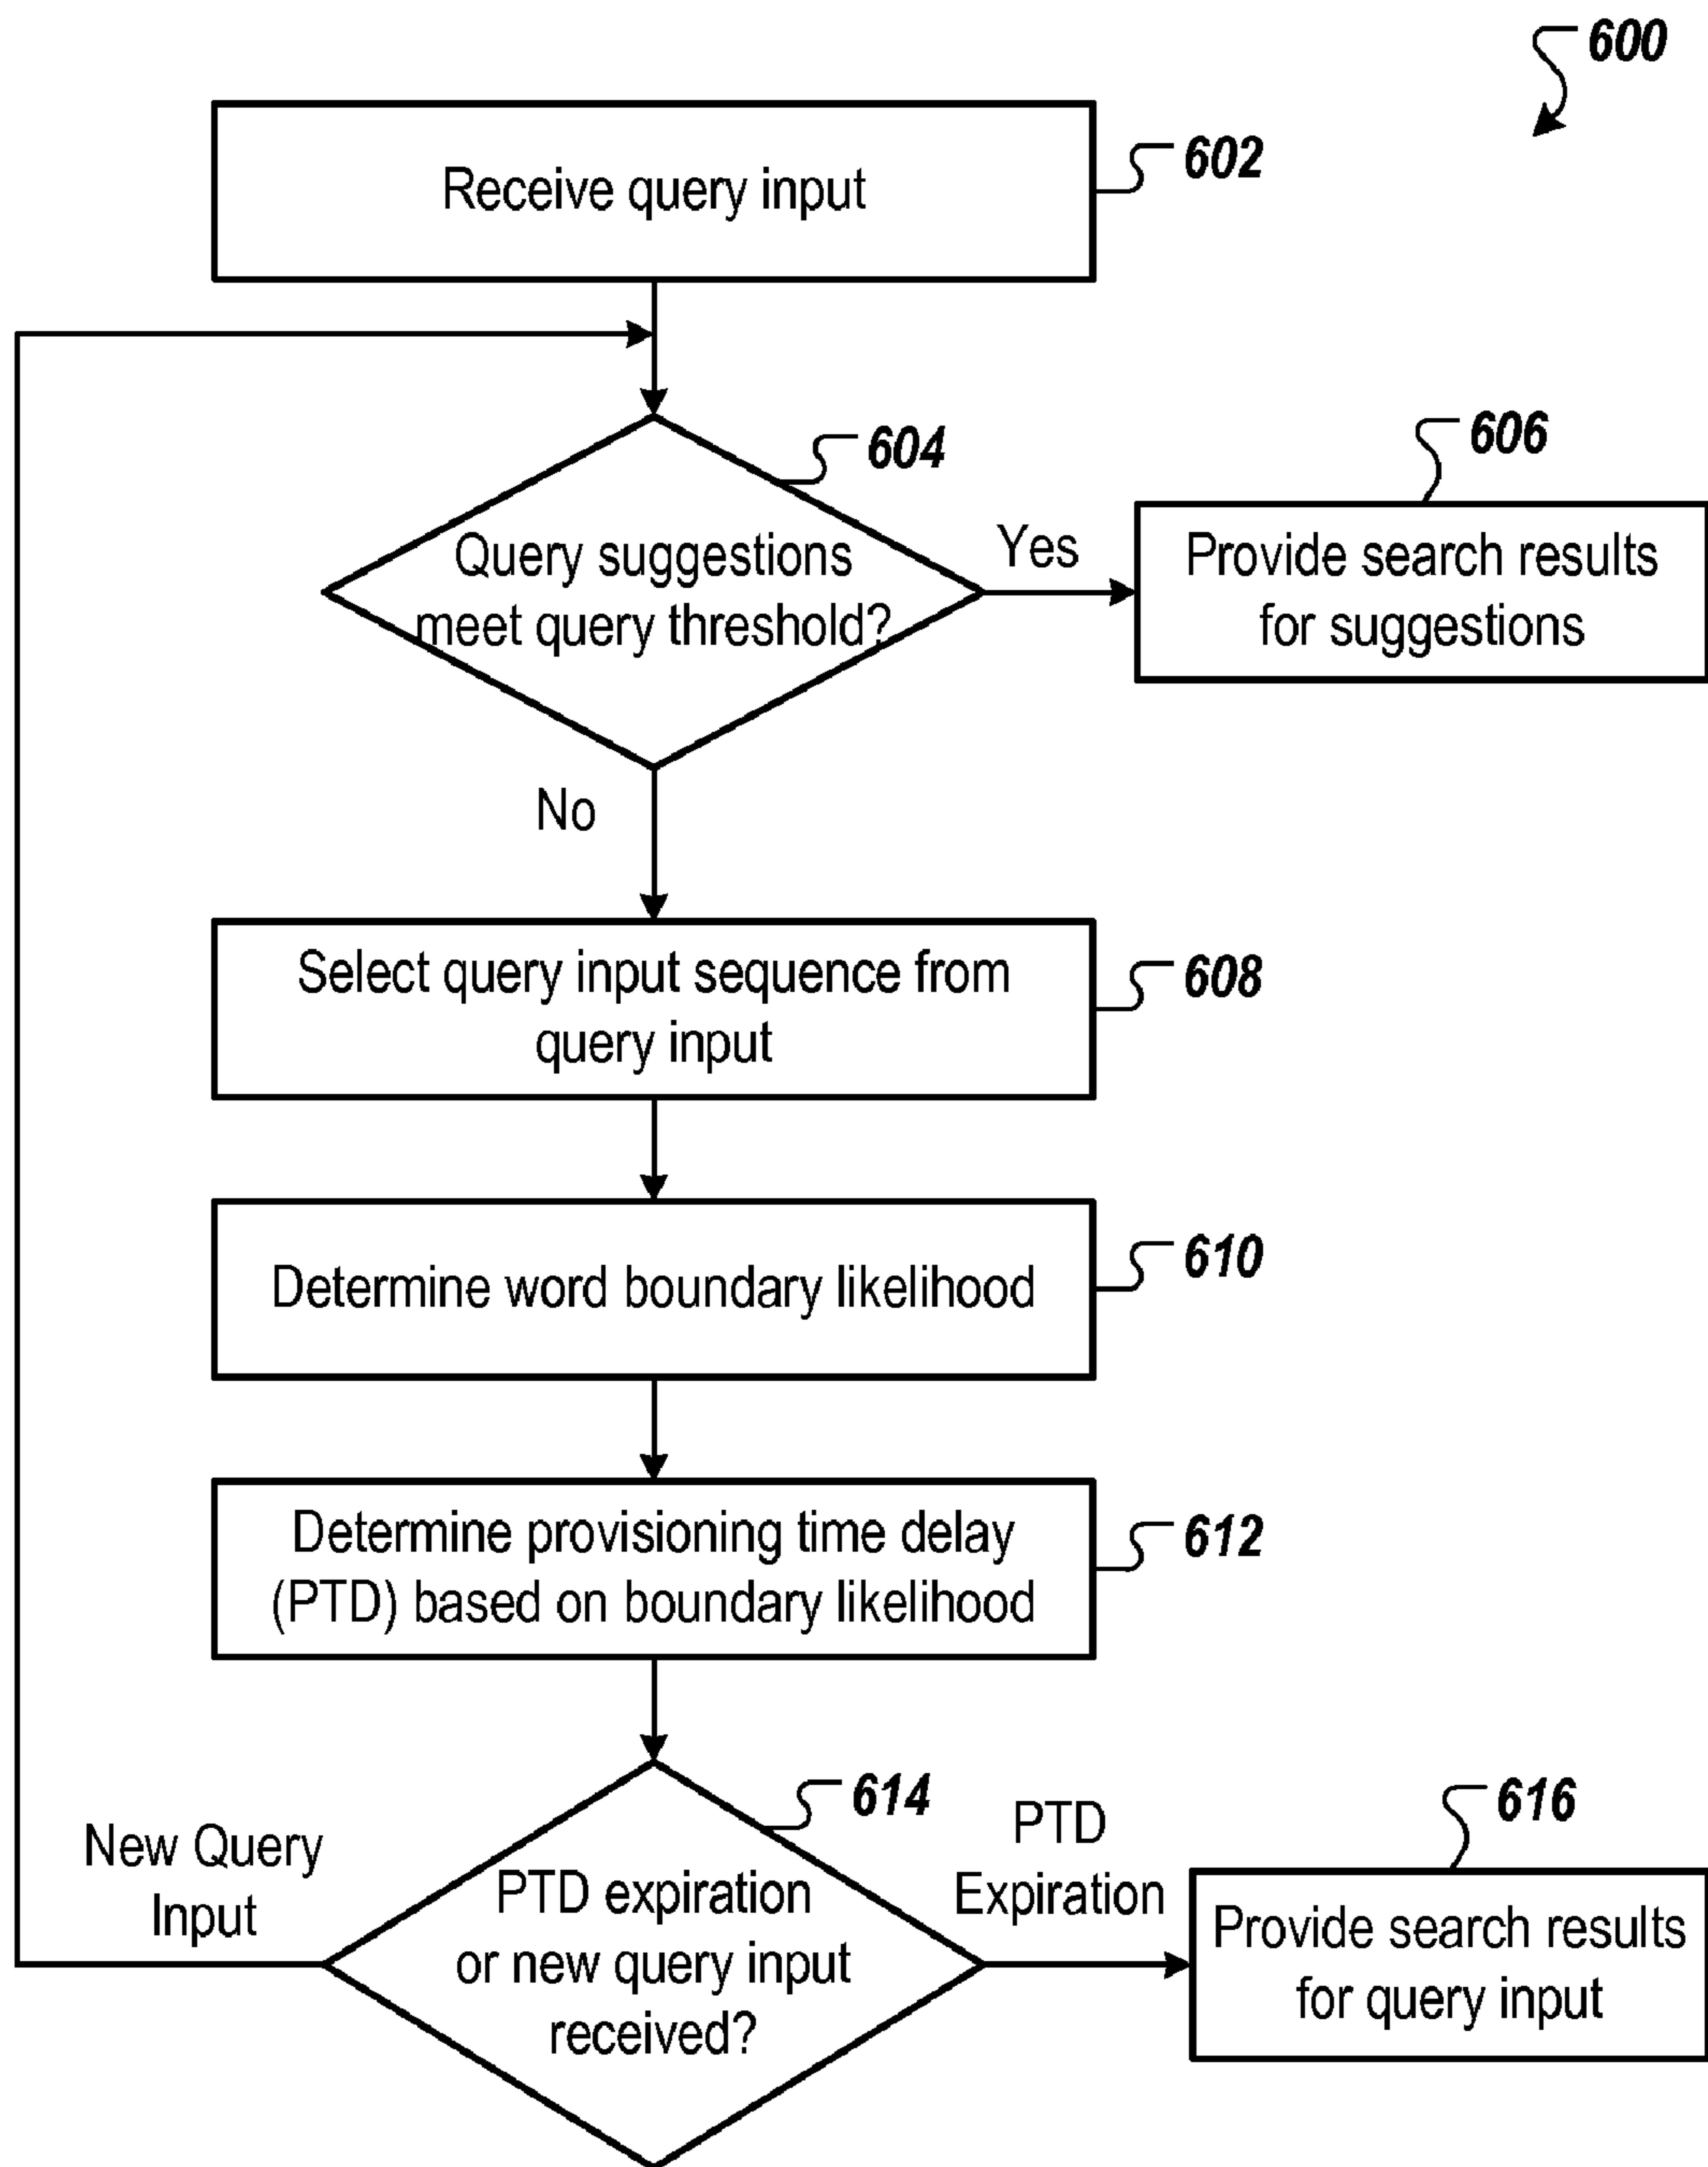 600
602
Receive query input
604
606
Query suggestions
meet query threshold?
Yes
Provide search results
for suggestions
No
Select query input sequence from
query input
608
Determine word boundary likelihood
610
Determine provisioning time delay
(PTD) based on boundary likelihood
612
614
616
New Query
Input
PTD expiration
or new query input
received?
PTD
Expiration
Provide search results
for query input